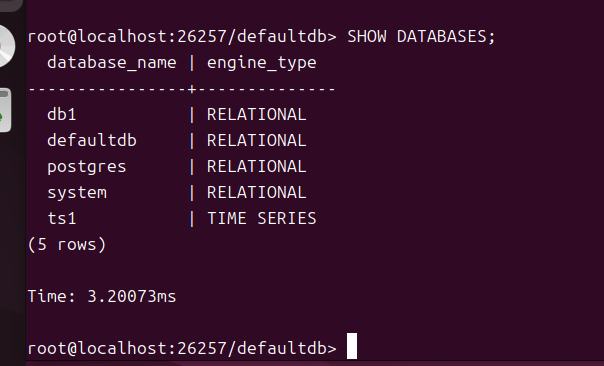 root@localhost:26257/defaultdb> SHOW DATABASES;
  database_name | engine_type
----------------+--------------
  db1           | RELATIONAL
  defaultdb     | RELATIONAL
  postgres      | RELATIONAL
  system        | RELATIONAL
  ts1           | TIME SERIES
(5 rows)

Time: 3.20073ms

root@localhost:26257/defaultdb>